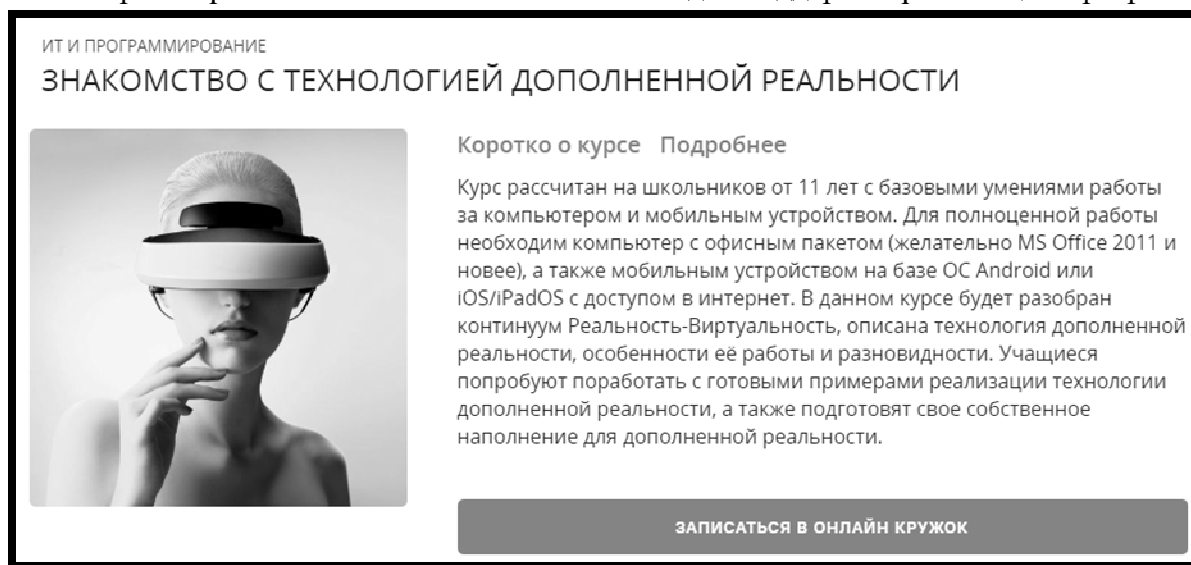 ИТ И ПРОГРАММИРОВАНИЕ
ЗНАКОМСТВО С ТЕХНОЛОГИЕЙ ДОПОЛНЕННОЙ РЕАЛЬНОСТИ
Коротко о курсе Подробнее
Курс рассчитан на школьников от 11 лет с базовыми умениями работы
за компьютером и мобильным устройством. Для полноценной работы
необходим компьютер с офисным пакетом (желательно MS Office 2011 и
новее), а также мобильным устройством на базе ОС Android или
iOS/iPadOS с доступом в интернет. В данном курсе будет разобран
континуум Реальность-Виртуальность, описана технология дополненной
реальности, особенности её работы и разновидности. Учащиеся
попробуют поработать с готовыми примерами реализации технологии
дополненной реальности, а также подготовят свое собственное
наполнение для дополненной реальности.
ЗАПИСАТЬСЯ В ОНЛАЙН КРУЖОК